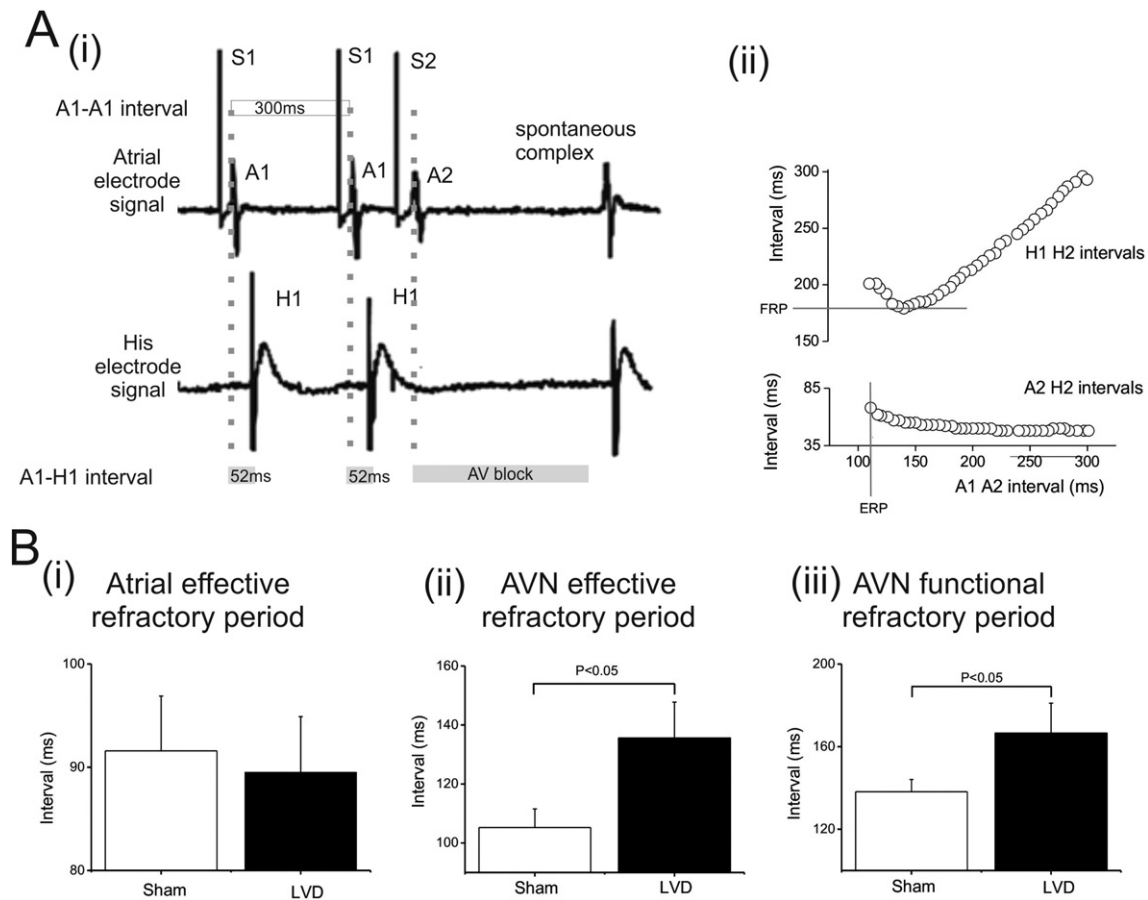 A
(i)
S1
S1
S2
A1-A1 interval
300ms
Atrial
electrode
signal
A1
A1
A2
spontaneous
complex
H1
H1
His
electrode
signal
A1-H1 interval
52ms
52ms
AV block
(ii)
Interval (ms)
300
250
200
150
H1 H2 intervals
FRP
Interval (ms)
85
35
A2 H2 intervals
100
150
200
250
300
A1 A2 interval (ms)
ERP
B
(i)
Atrial effective
refractory period
Interval (ms)
100
90
80
Sham
LVD
(ii)
AVN effective
refractory period
Interval (ms)
160
140
120
100
P<0.05
Sham
LVD
(iii)
AVN functional
refractory period
Interval (ms)
200
160
120
P<0.05
Sham
LVD